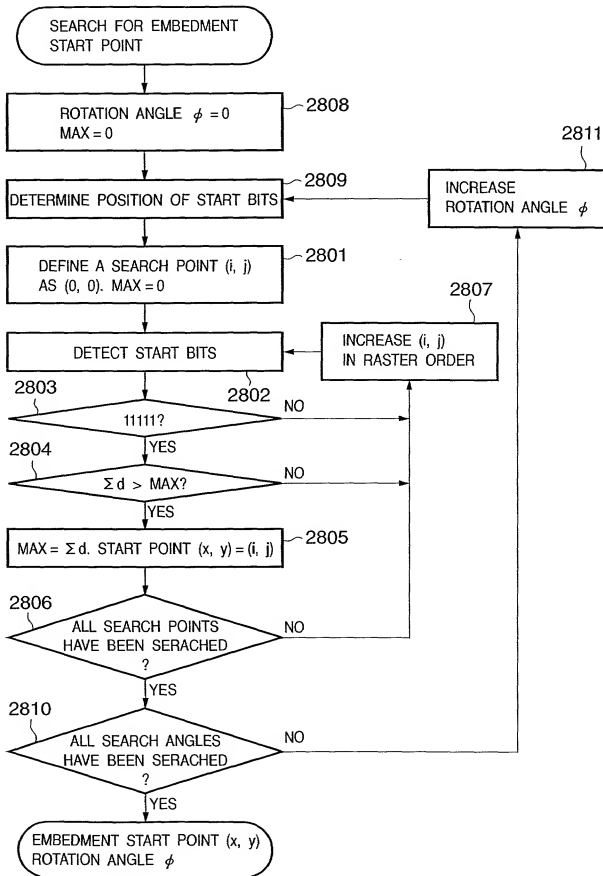 SEARCH FOR EMBEDMENT
START POINT
2808
ROTATION ANGLE ϕ = 0
MAX = 0
2811
2809
DETERMINE POSITION OF START BITS
INCREASE
ROTATION ANGLE ϕ
2801
DEFINE A SEARCH POINT (i, j)
AS (0, 0). MAX = 0
2807
INCREASE (i, j)
IN RASTER ORDER
DETECT START BITS
2802
2803
11111?
NO
YES
2804
Σd > MAX?
NO
YES
2805
MAX = Σd. START POINT (x, y) = (i, j)
2806
ALL SEARCH POINTS
HAVE BEEN SERACHED
?
NO
YES
2810
ALL SEARCH ANGLES
HAVE BEEN SERACHED
?
NO
YES
EMBEDMENT START POINT (x, y)
ROTATION ANGLE ϕ